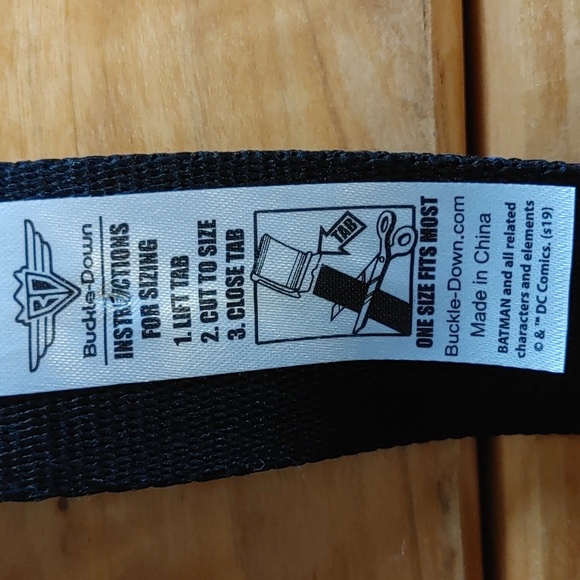 BD
Buckle-Down
INSTRUCTIONS
FOR SIZING
1. LIFT TAB
2. CUT TO SIZE
3. CLOSE TAB
TAB
ONE SIZE FITS MOST
Buckle-Down.com
Made in China
BATMAN and all related
characters and elements
© & ™ DC Comics. (s19)